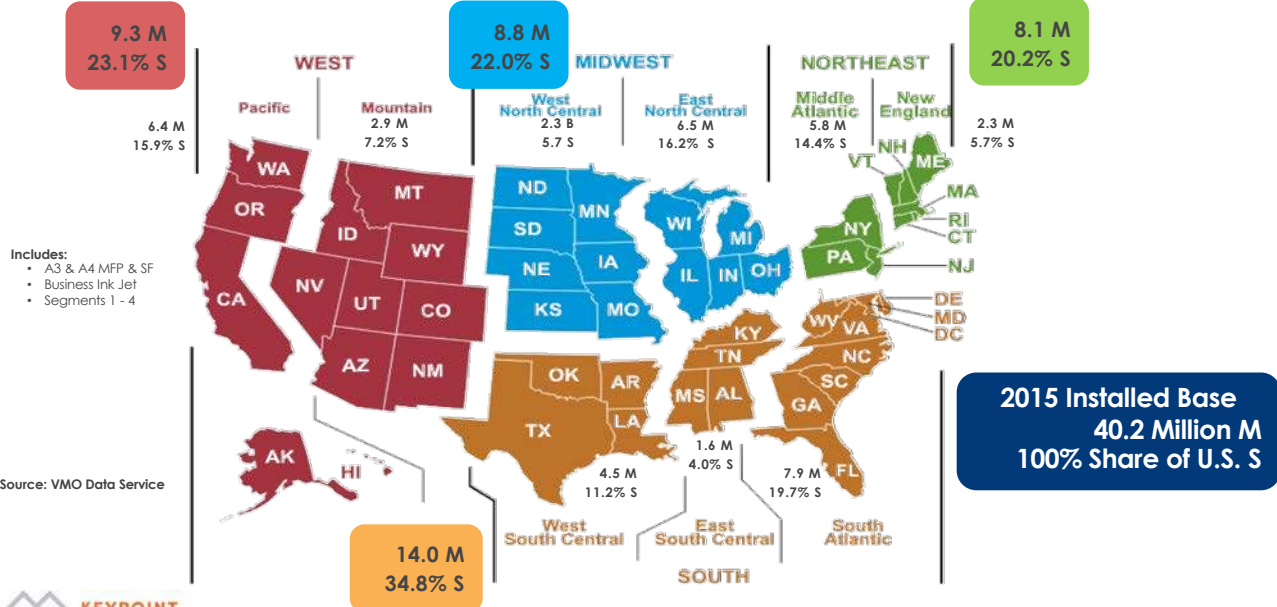 9.3 M
23.1% S
8.8 M
22.0% S
8.1 M
20.2% S
WEST
MIDWEST
NORTHEAST
Pacific
Mountain
West
North Central
East
North Central
Middle
Atlantic
New
England
6.4 M
15.9% S
2.9 M
7.2% S
2.3 B
5.7 S
6.5 M
16.2% S
5.8 M
14.4% S
2.3 M
5.7% S
WA
OR
CA
MT
ID
WY
NV
UT
CO
AZ
NM
AK
HI
ND
SD
NE
KS
MN
IA
MO
WI
MI
IL
IN
OH
VT
NH
ME
MA
RI
CT
NY
PA
NJ
DE
MD
DC
WV
VA
KY
TN
NC
SC
MS
AL
GA
FL
OK
AR
TX
LA
Includes:
• A3 & A4 MFP & SF
• Business Ink Jet
• Segments 1 - 4
2015 Installed Base
40.2 Million M
100% Share of U.S. S
Source: VMO Data Service
4.5 M
11.2% S
1.6 M
4.0% S
7.9 M
19.7% S
West
South Central
East
South Central
South
Atlantic
SOUTH
14.0 M
34.8% S
KEYPOINT